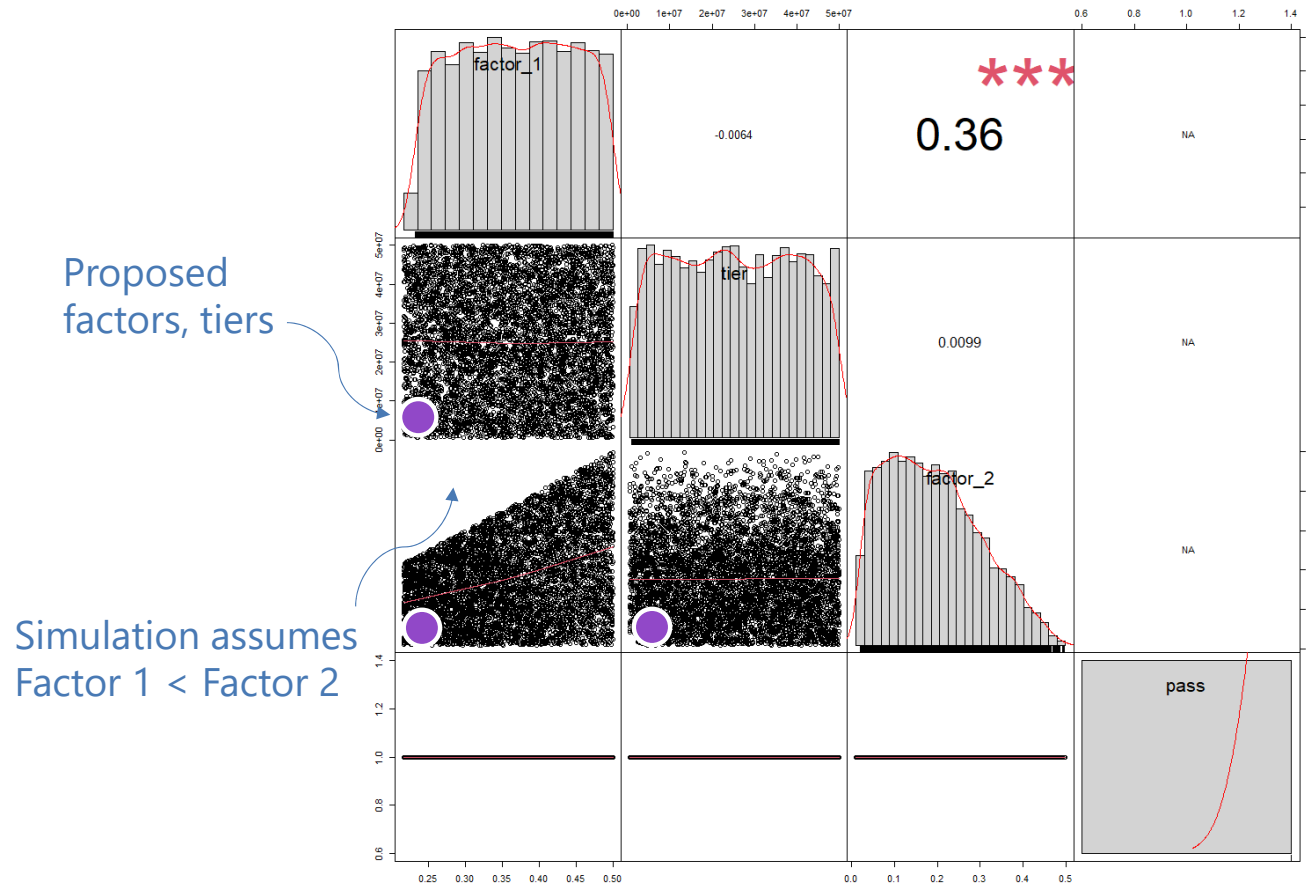 0e+00 1e+07 2e+07 3e+07 4e+07 5e+07
0.6 0.8 1.0 1.2 1.4
factor_1
-0.0064
***
0.36
NA
Proposed
factors, tiers
5e+07
4e+07
3e+07
2e+07
1e+07
0e+00
tier
0.0099
NA
factor_2
NA
Simulation assumes
Factor 1 < Factor 2
1.4
1.2
1.0
0.8
0.6
pass
0.25 0.30 0.35 0.40 0.45 0.50
0.0 0.1 0.2 0.3 0.4 0.5